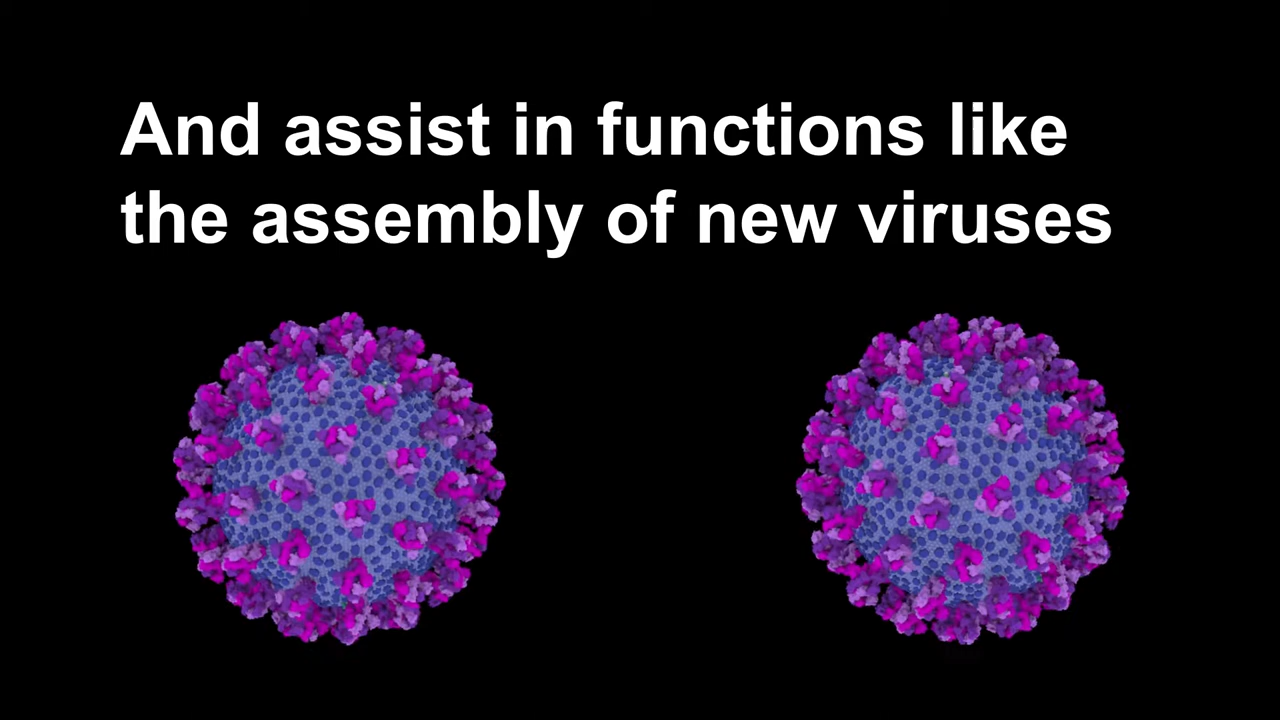 And assist in functions like
the assembly of new viruses